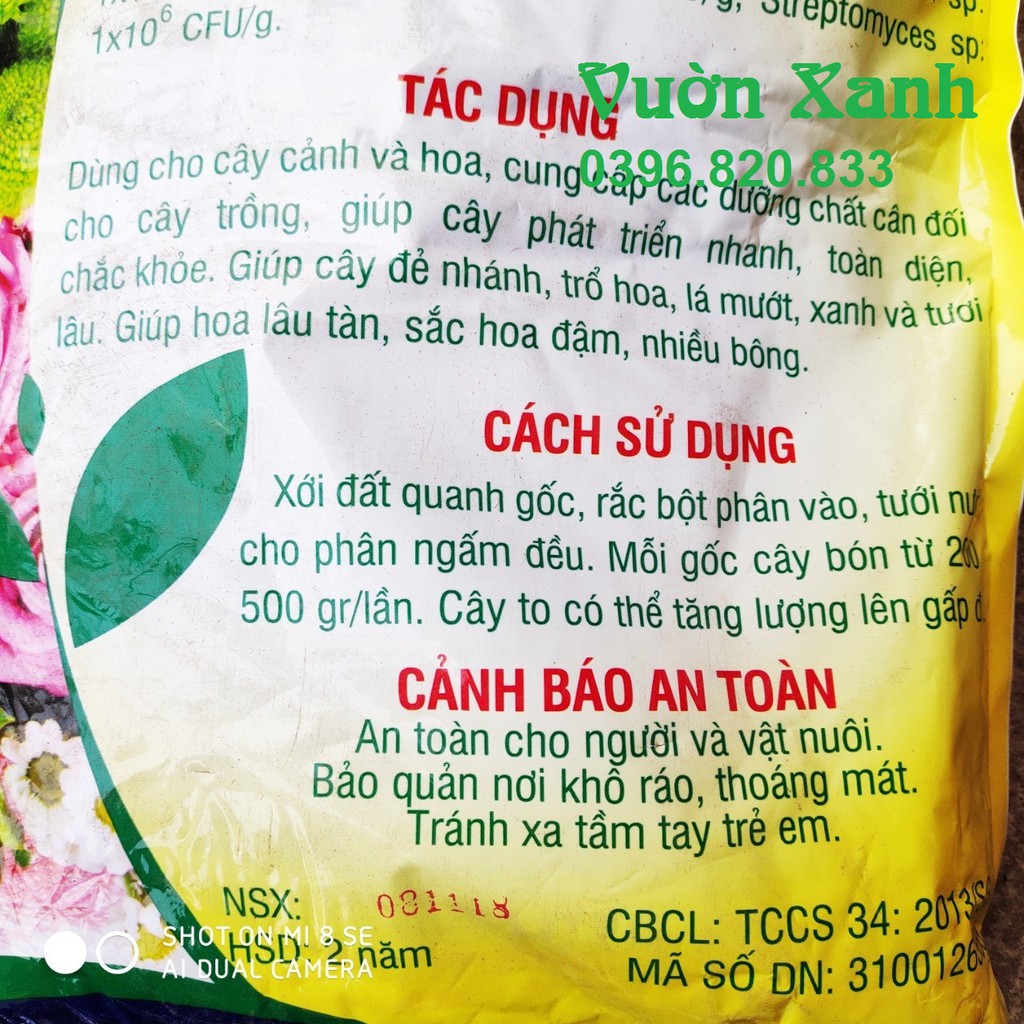 Streptomyces sp:
1x10⁶ CFU/g.
Vườn Xanh
0396.820.833
TÁC DỤNG
Dùng cho cây cảnh và hoa, cung cấp các dưỡng chất cân đối
cho cây trồng, giúp cây phát triển nhanh, toàn diện,
chắc khỏe. Giúp cây đẻ nhánh, trổ hoa, lá mướt, xanh và tươi
lâu. Giúp hoa lâu tàn, sắc hoa đậm, nhiều bông.
CÁCH SỬ DỤNG
Xới đất quanh gốc, rắc bột phân vào, tưới
cho phân ngấm đều. Mỗi gốc cây bón từ 200
500 gr/lần. Cây to có thể tăng lượng lên gấp
CẢNH BÁO AN TOÀN
An toàn cho người và vật nuôi.
Bảo quản nơi khô ráo, thoáng mát.
Tránh xa tầm tay trẻ em.
NSX: 081118
HSD: 2 năm
CBCL: TCCS 34: 2013/
MÃ SỐ DN: 3100126
SHOT ON MI 8 SE
AI DUAL CAMERA